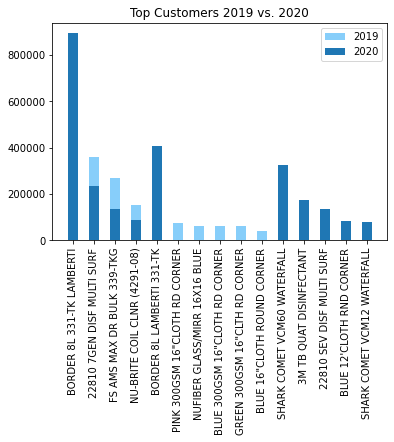 Top Customers 2019 vs. 2020
2019
2020
800000
600000
400000
200000
0
BORDER 8L 331-TK LAMBERTI
22810 7GEN DISF MULTI SURF
FS AMS MAX DR BULK 339-TKG
NU-BRITE COIL CLNR (4291-08)
BORDER 8L LAMBERTI 331-TK
PINK 300GSM 16"CLOTH RD CORNER
NUFIBER GLASS/MIRR 16X16 BLUE
BLUE 300GSM 16"CLOTH RD CORNER
GREEN 300GSM 16"CLTH RD CORNER
BLUE 16"CLOTH ROUND CORNER
SHARK COMET VCM60 WATERFALL
3M TB QUAT DISINFECTANT
22810 SEV DISF MULTI SURF
BLUE 12'CLOTH RND CORNER
SHARK COMET VCM12 WATERFALL